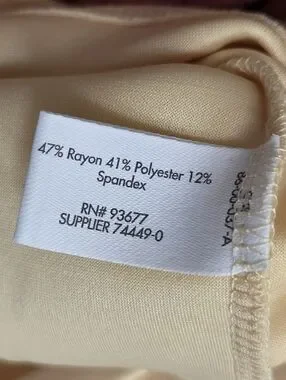 47% Rayon 41% Polyester 12%
Spandex
RN# 93677
SUPPLIER 74449-0